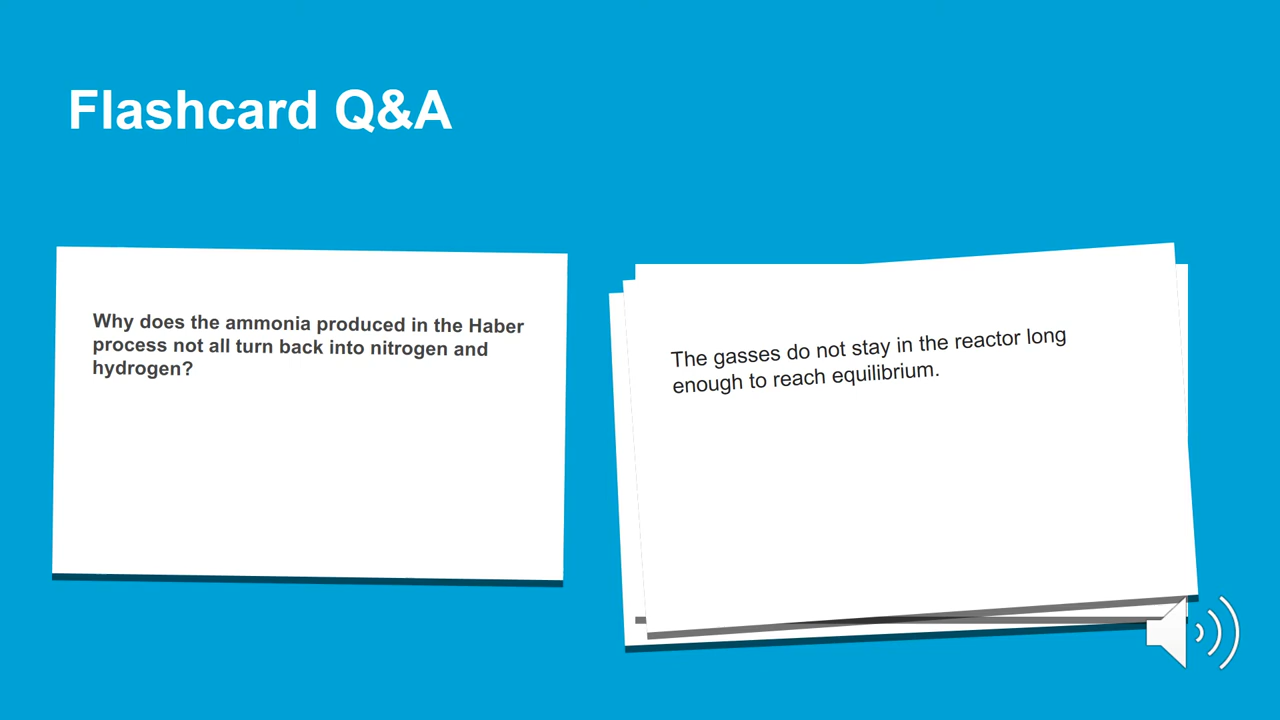 Flashcard Q&A
Why does the ammonia produced in the Haber
process not all turn back into nitrogen and
hydrogen?
The gasses do not stay in the reactor long
enough to reach equilibrium.